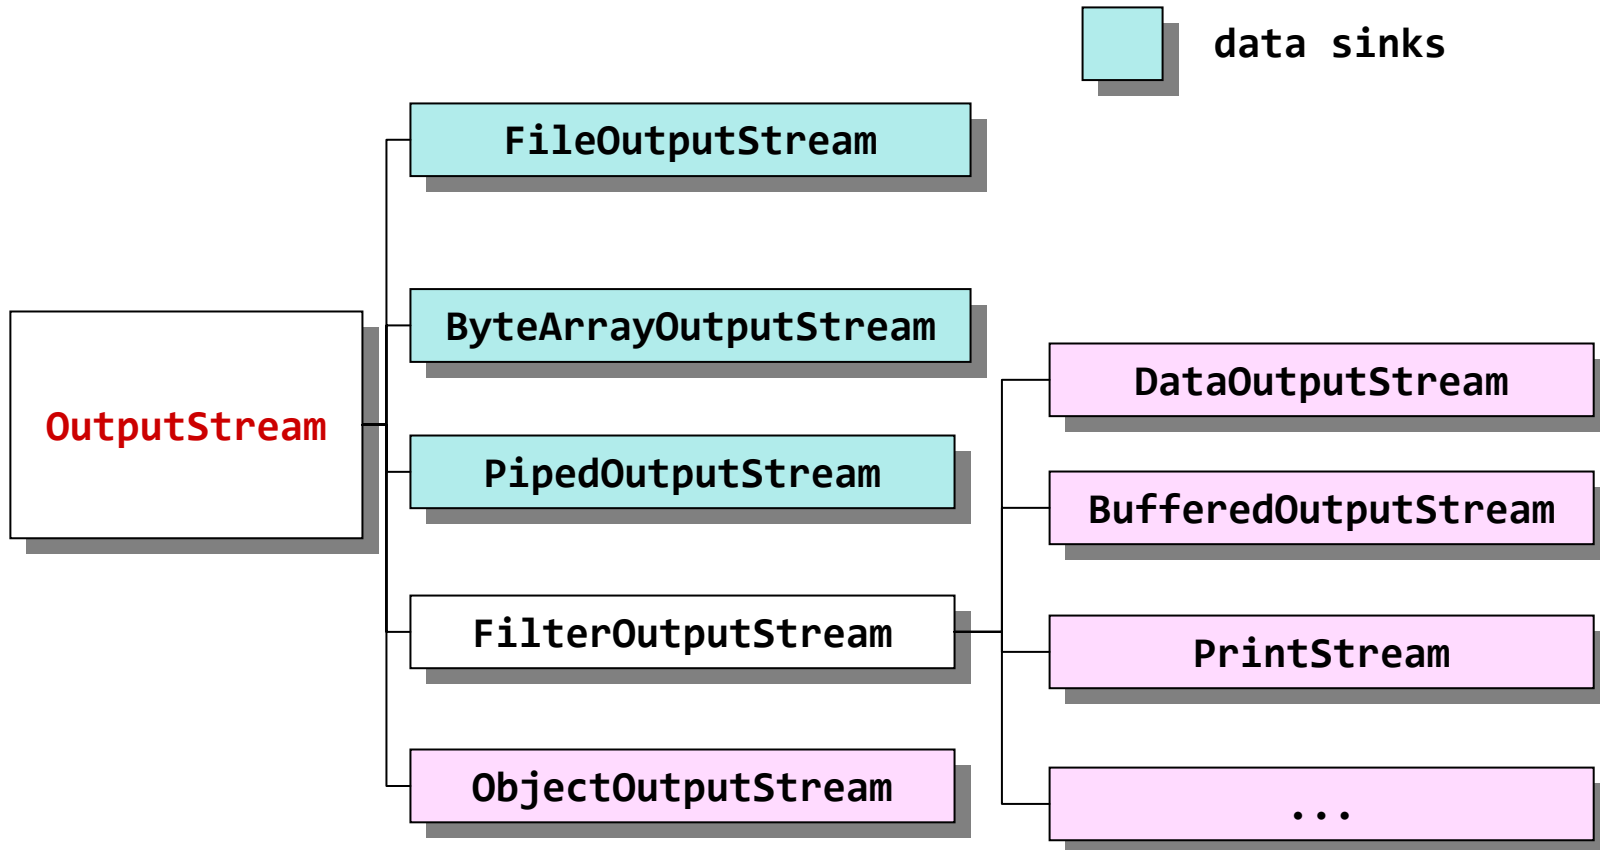 data sinks
FileOutputStream
ByteArrayOutputStream
OutputStream
PipedOutputStream
FilterOutputStream
ObjectOutputStream
DataOutputStream
BufferedOutputStream
PrintStream
...